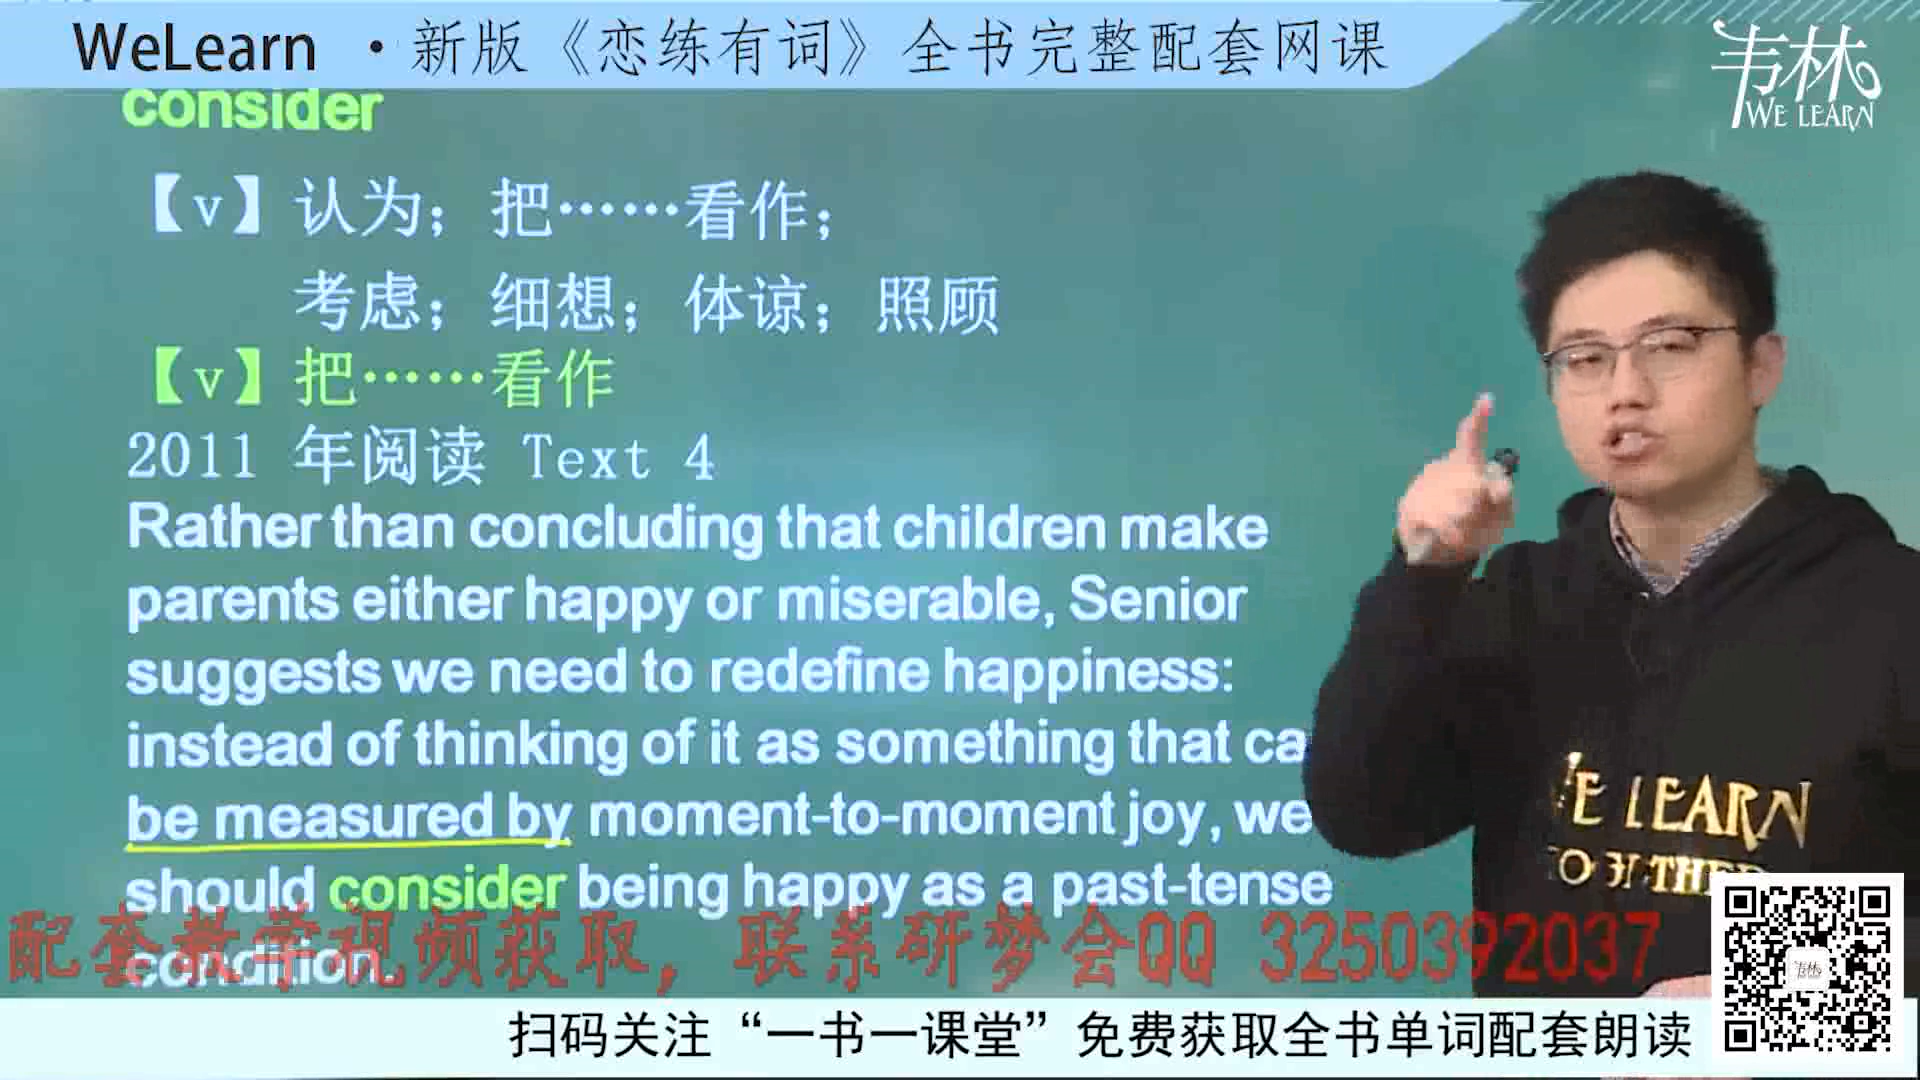 WeLearn ·新版《恋练有词》全书完整配套网课
韦林
WE LEARN
consider
【v】认为；把……看作；
考虑；细想；体谅；照顾
【v】把……看作
2011 年阅读 Text 4
Rather than concluding that children make
parents either happy or miserable, Senior
suggests we need to redefine happiness:
instead of thinking of it as something that ca
be measured by moment-to-moment joy, we
should consider being happy as a past-tense
condition.
WE LEARN
配套教学视频获取，联系研梦会QQ 3250392037
扫码关注“一书一课堂”免费获取全书单词配套朗读
韦林